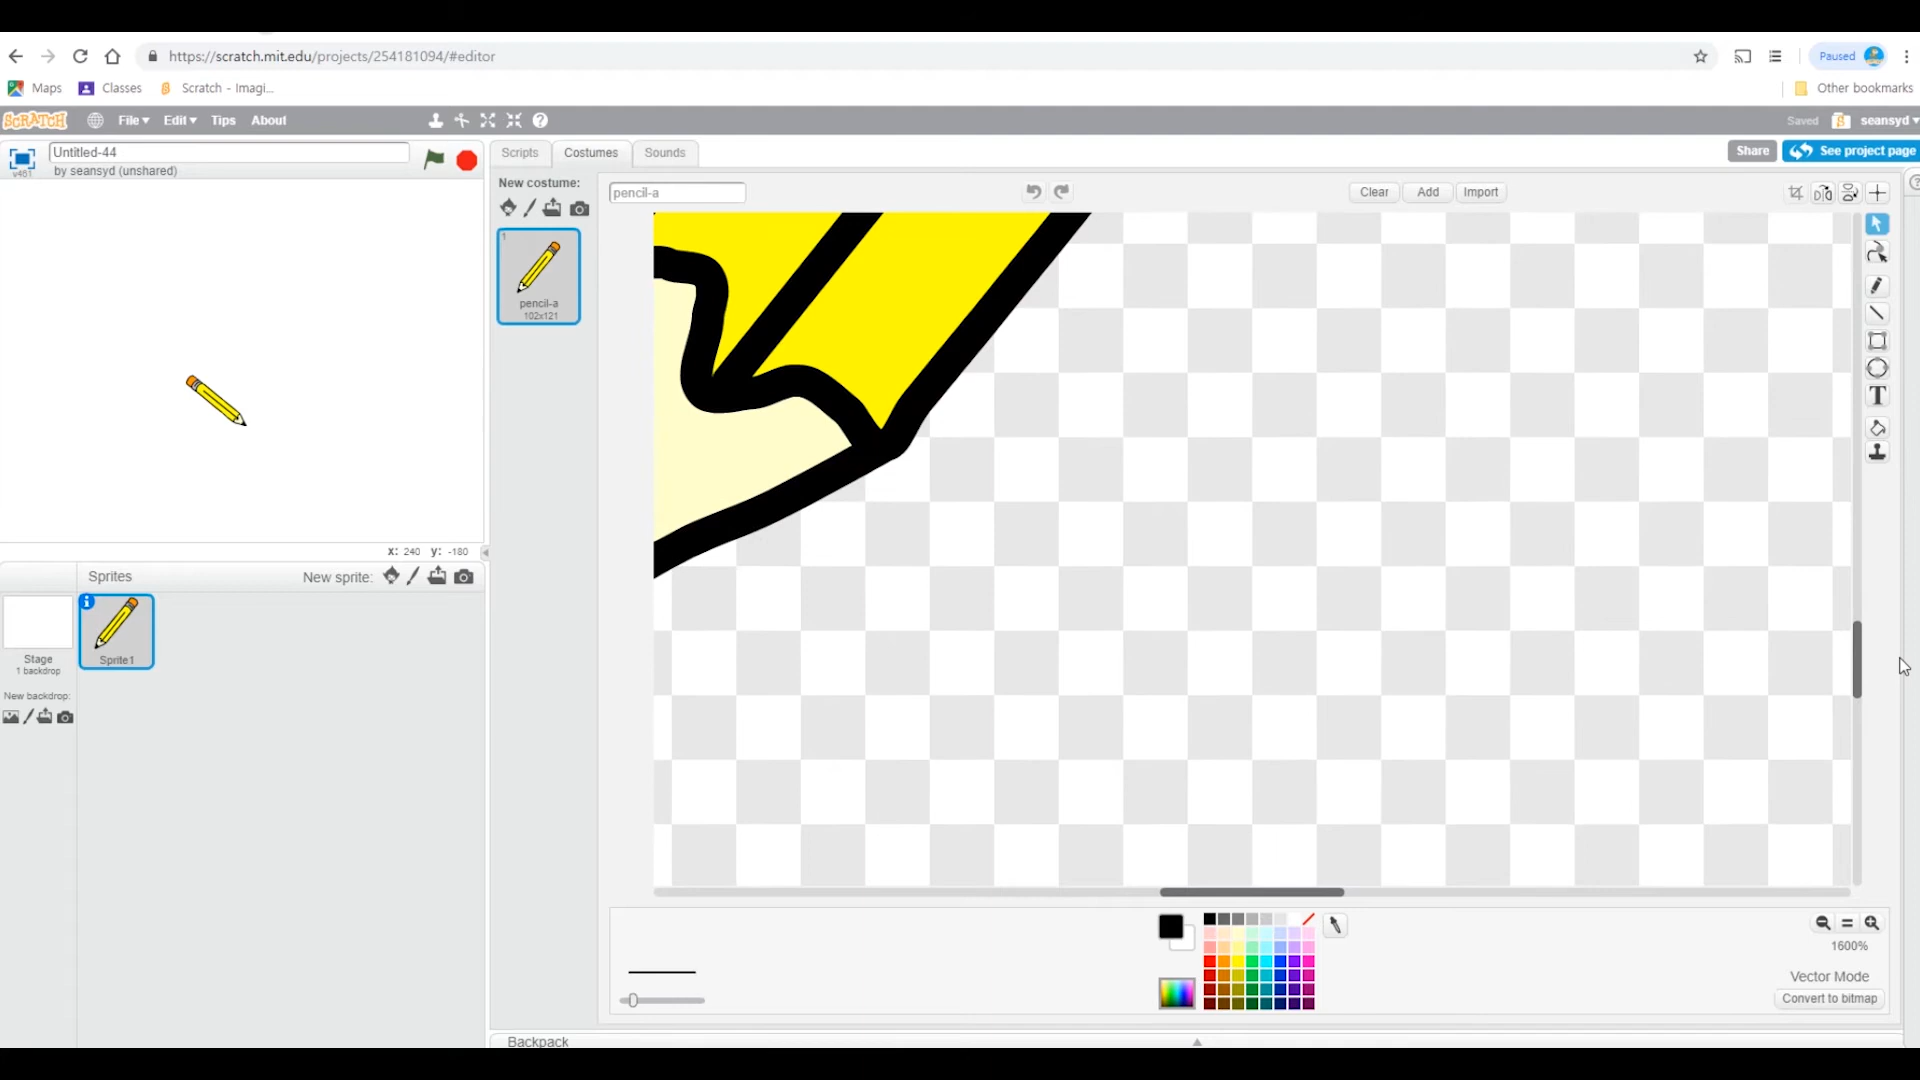 https://scratch.mit.edu/projects/254181094/#editor
Paused
Maps
Classes
Scratch - Imagi...
Other bookmarks
SCRATCH
File
Edit
Tips
About
Saved
seansyd
Untitled-44
by seansyd (unshared)
v461
Scripts
Costumes
Sounds
Share
See project page
New costume:
pencil-a
Clear
Add
Import
1
pencil-a
102x121
T
x: 240 y: -180
Sprites
New sprite:
Stage
1 backdrop
Sprite1
New backdrop:
1600%
Vector Mode
Convert to bitmap
Backpack